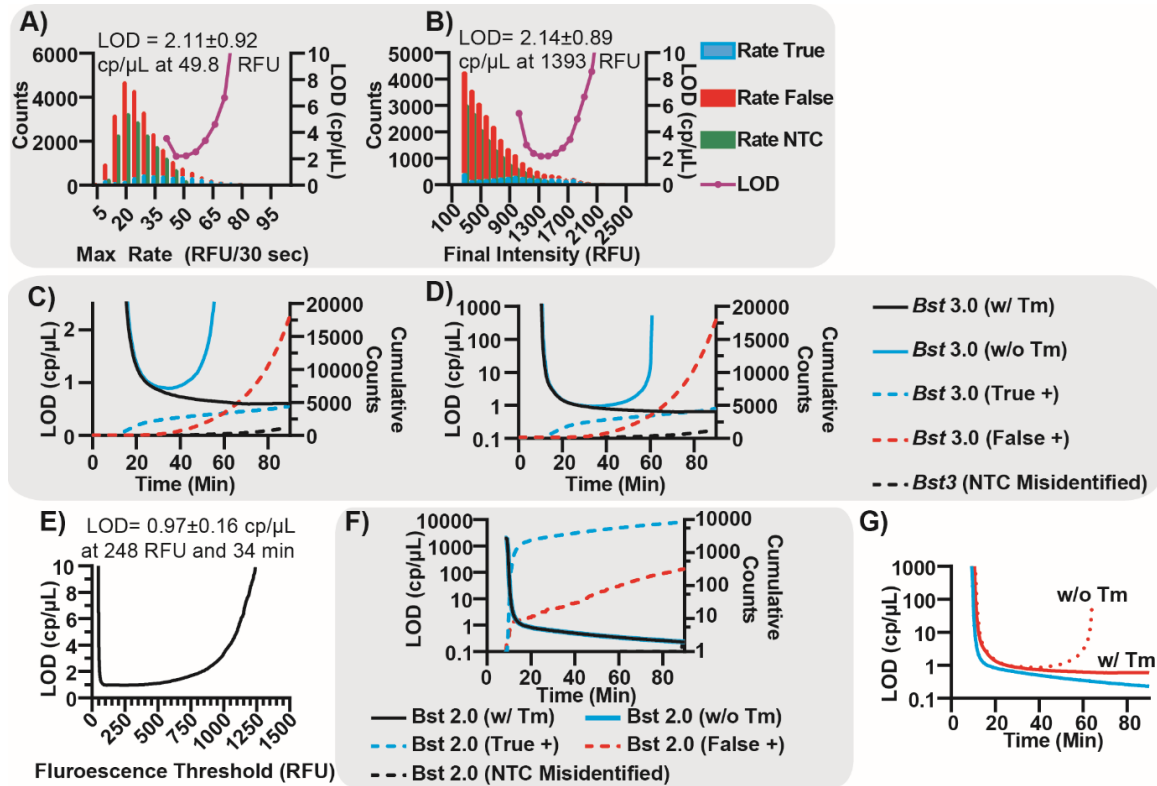 A)
LOD = 2.11±0.92
cp/µL at 49.8 RFU
6000
4000
2000
0
Counts
10
8
6
4
2
0
LOD (cp/µL)
5
20
35
50
65
80
95
Max Rate (RFU/30 sec)
B)
LOD= 2.14±0.89
cp/µL at 1393 RFU
5000
4000
3000
2000
1000
0
Counts
10
8
6
4
2
0
LOD (cp/µL)
100
500
900
1300
1700
2100
2500
Final Intensity (RFU)
Rate True
Rate False
Rate NTC
LOD
C)
2
1
0
LOD (cp/µL)
20000
15000
10000
5000
0
Cumulative
Counts
0 20 40 60 80
Time (Min)
D)
1000
100
10
1
0.1
LOD (cp/µL)
20000
15000
10000
5000
0
Cumulative
Counts
0 20 40 60 80
Time (Min)
Bst 3.0 (w/ Tm)
Bst 3.0 (w/o Tm)
Bst 3.0 (True +)
Bst 3.0 (False +)
Bst3 (NTC Misidentified)
E)
LOD= 0.97±0.16 cp/µL
at 248 RFU and 34 min
10
8
6
4
2
0
LOD (cp/µL)
0
250
500
750
1000
1250
1500
Fluroescence Threshold (RFU)
F)
10000
1000
100
10
1
0.1
LOD (cp/µL)
10000
1000
100
10
1
Cumulative
Counts
0 20 40 60 80
Time (Min)
Bst 2.0 (w/ Tm)
Bst 2.0 (w/o Tm)
Bst 2.0 (True +)
Bst 2.0 (False +)
Bst 2.0 (NTC Misidentified)
G)
1000
100
10
1
0.1
LOD (cp/µL)
w/o Tm
w/ Tm
0 20 40 60 80
Time (Min)